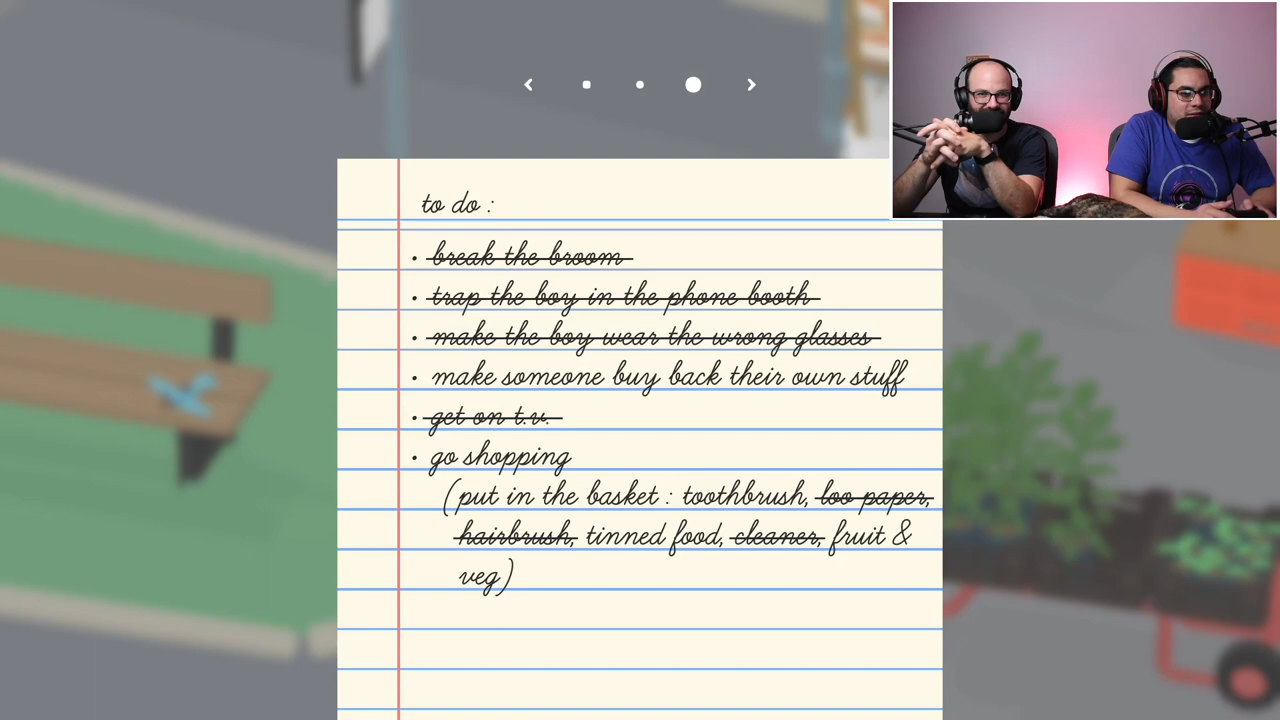 to do :
• break the broom
• trap the boy in the phone booth
• make the boy wear the wrong glasses
• make someone buy back their own stuff
• get on t.v.
• go shopping
(put in the basket : toothbrush, loo paper,
hairbrush, tinned food, cleaner, fruit &
veg)